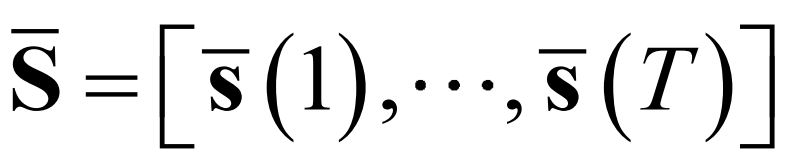 S̅ = [ s̅(1), ⋯, s̅(T) ]